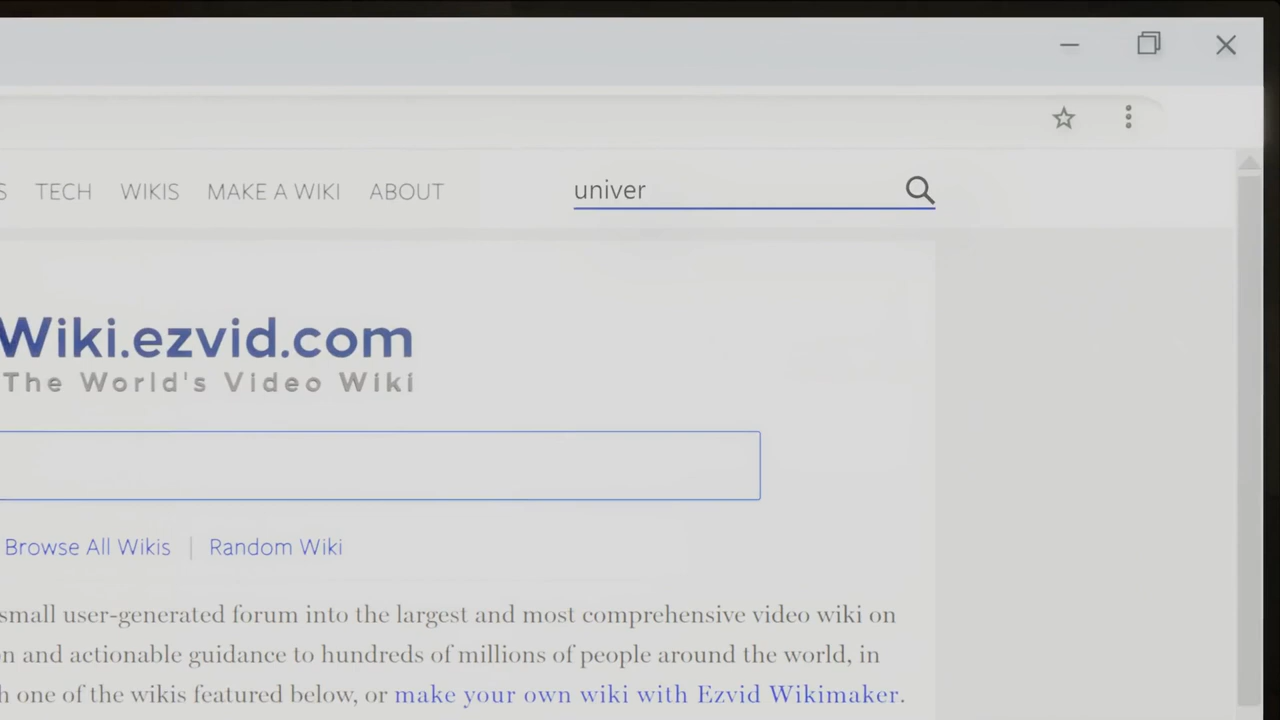 S TECH WIKIS MAKE A WIKI ABOUT univer
Wiki.ezvid.com
The World's Video Wiki
Browse All Wikis | Random Wiki
small user-generated forum into the largest and most comprehensive video wiki on
n and actionable guidance to hundreds of millions of people around the world, in
h one of the wikis featured below, or make your own wiki with Ezvid Wikimaker.